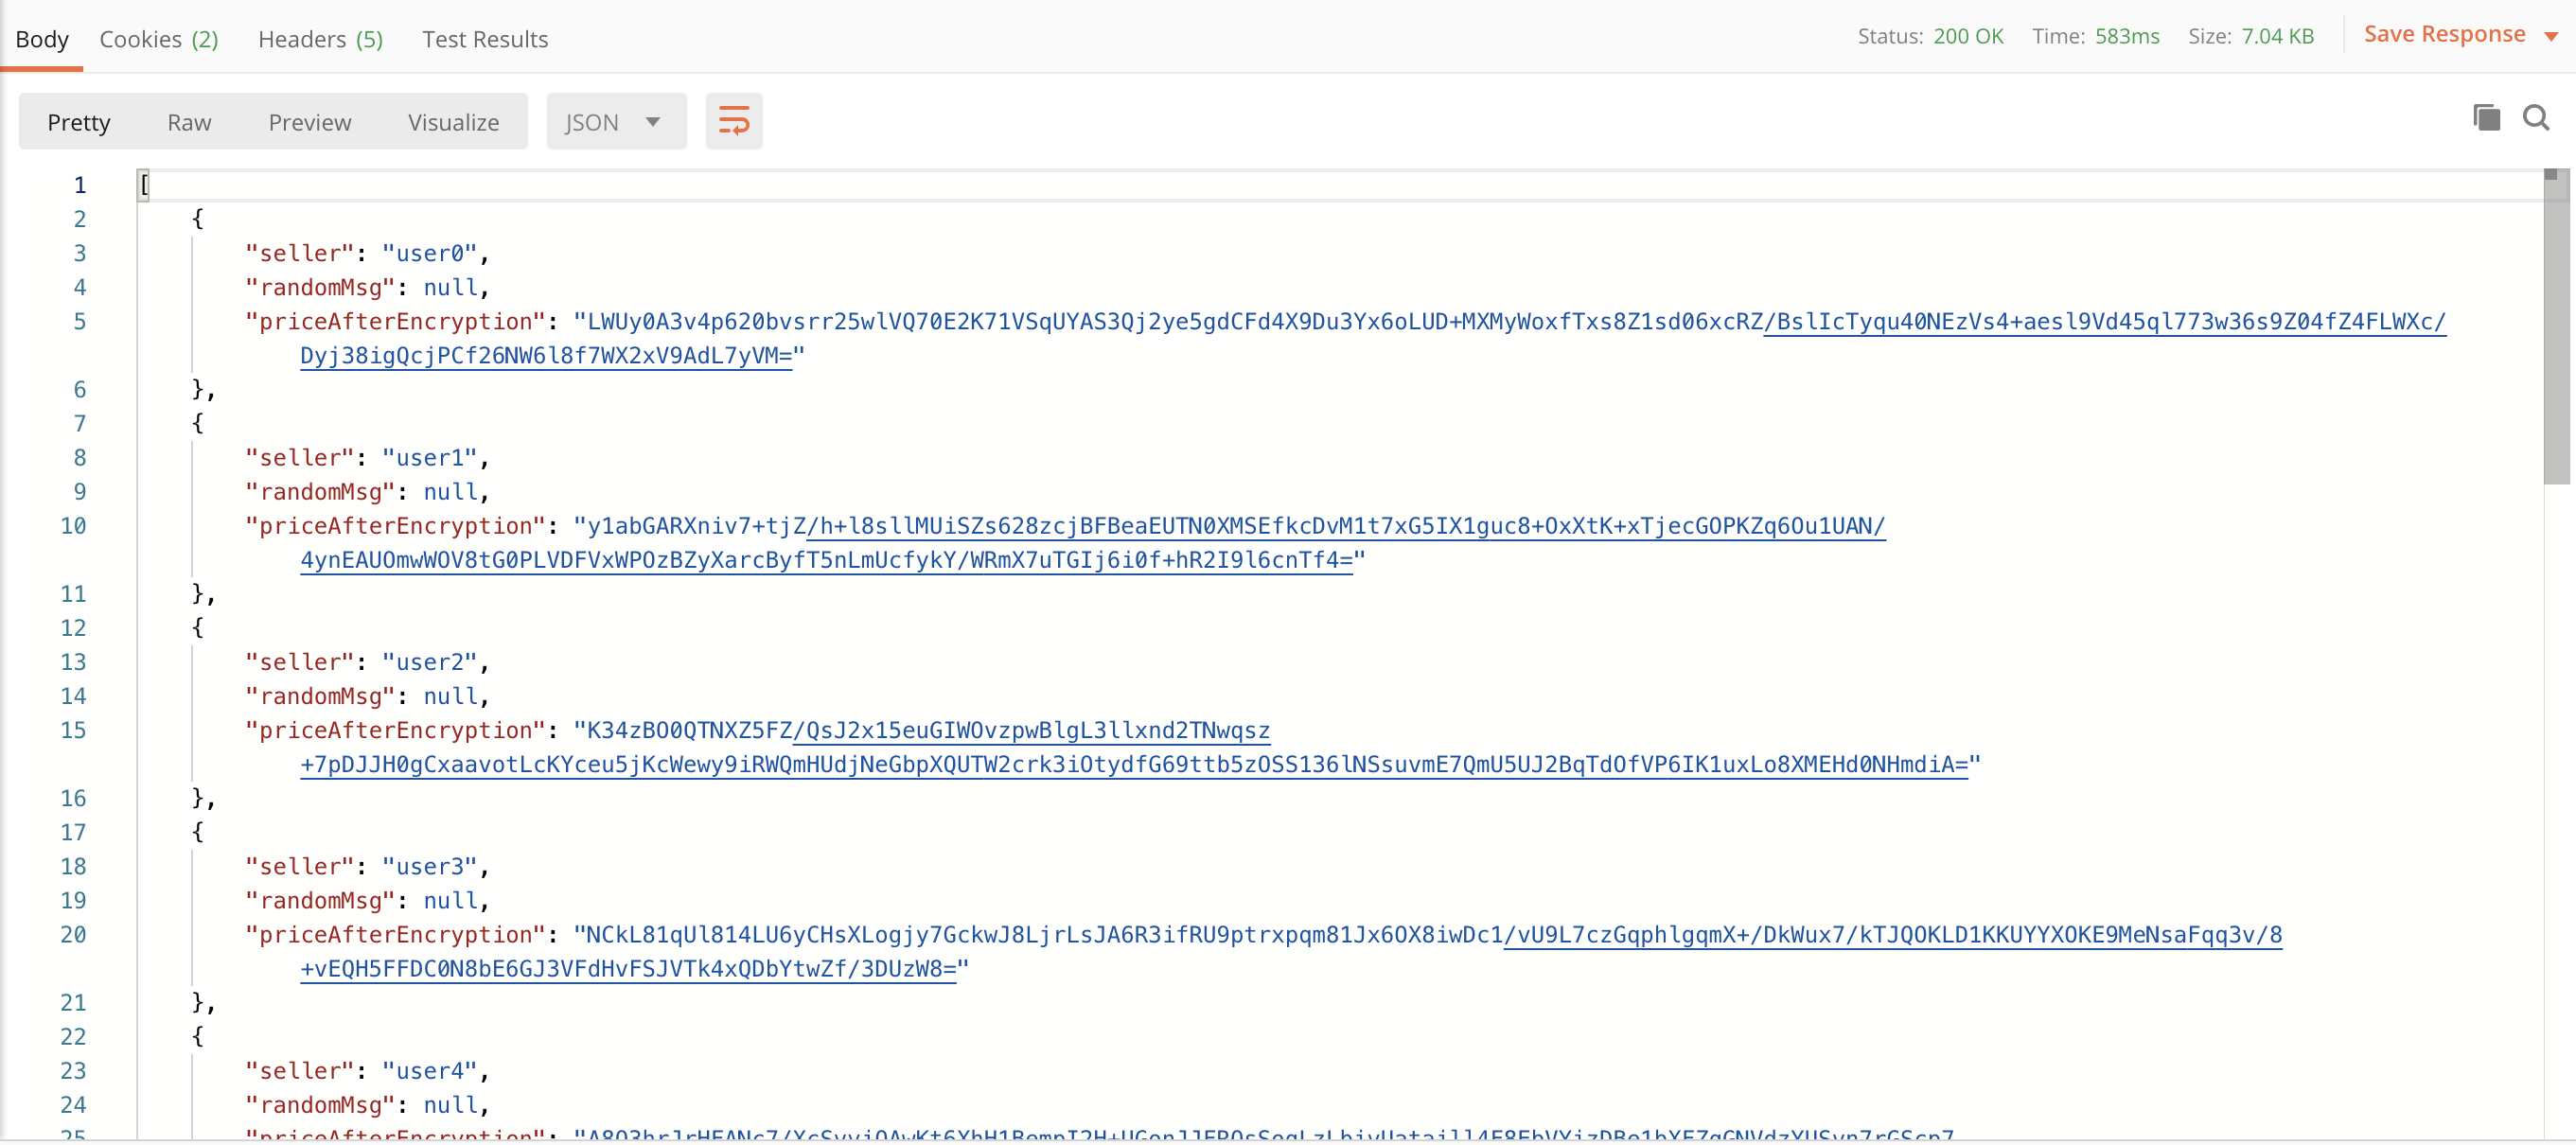 Body Cookies (2) Headers (5) Test Results Status: 200 OK Time: 583ms Size: 7.04 KB Save Response
Pretty Raw Preview Visualize JSON
1 [
2 {
3 "seller": "user0",
4 "randomMsg": null,
5 "priceAfterEncryption": "LWUy0A3v4p620bvsrr25wlVQ70E2K71VSqUYAS3Qj2ye5gdCFd4X9Du3Yx6oLUD+MXMyWoxfTxs8Z1sd06xcRZ/BslIcTyqu40NEzVs4+aesl9Vd45ql773w36s9Z04fZ4FLWXc/
Dyj38igQcjPCf26NW6l8f7WX2xV9AdL7yVM="
6 },
7 {
8 "seller": "user1",
9 "randomMsg": null,
10 "priceAfterEncryption": "y1abGARXniv7+tjZ/h+l8sllMUiSZs628zcjBFBeaEUTN0XMSEfkcDvM1t7xG5IX1guc8+OxXtK+xTjecGOPKZq6Ou1UAN/
4ynEAUOmwWOV8tG0PLVDFVxWPOzBZyXarcByfT5nLmUcfykY/WRmX7uTGIj6i0f+hR2I9l6cnTf4="
11 },
12 {
13 "seller": "user2",
14 "randomMsg": null,
15 "priceAfterEncryption": "K34zBO0QTNXZ5FZ/QsJ2x15euGIWOvzpwBlgL3llxnd2TNwqsz
+7pDJJH0gCxaavotLcKYceu5jKcWewy9iRWQmHUdjNeGbpXQUTW2crk3iOtydfG69ttb5zOSS136lNSsuvmE7QmU5UJ2BqTdOfVP6IK1uxLo8XMEHd0NHmdiA="
16 },
17 {
18 "seller": "user3",
19 "randomMsg": null,
20 "priceAfterEncryption": "NCkL81qUl814LU6yCHsXLogjy7GckwJ8LjrLsJA6R3ifRU9ptrxpqm81Jx6OX8iwDc1/vU9L7czGqphlgqmX+/DkWux7/kTJQOKLD1KKUYYXOKE9MeNsaFqq3v/8
+vEQH5FFDC0N8bE6GJ3VFdHvFSJVTk4xQDbYtwZf/3DUzW8="
21 },
22 {
23 "seller": "user4",
24 "randomMsg": null,
25 "priceAfterEncryption":